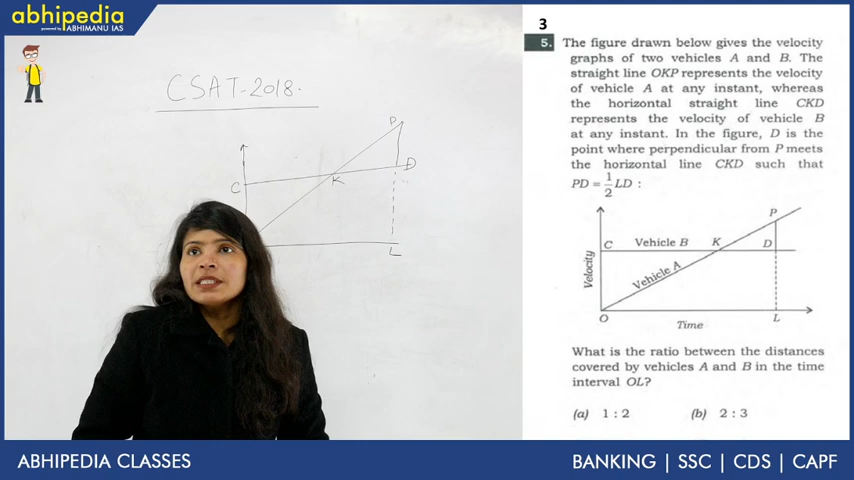 abhipedia
powered by ABHIMANU IAS
CSAT-2018.
P
C
K
D
L
3
5. The figure drawn below gives the velocity
graphs of two vehicles A and B. The
straight line OKP represents the velocity
of vehicle A at any instant, whereas
the horizontal straight line CKD
represents the velocity of vehicle B
at any instant. In the figure, D is the
point where perpendicular from P meets
the horizontal line CKD such that
PD = 1/2 LD :
P
C Vehicle B K D
Velocity
Vehicle A
O L
Time
What is the ratio between the distances
covered by vehicles A and B in the time
interval OL?
(a) 1 : 2 (b) 2 : 3
ABHIPEDIA CLASSES
BANKING | SSC | CDS | CAPF